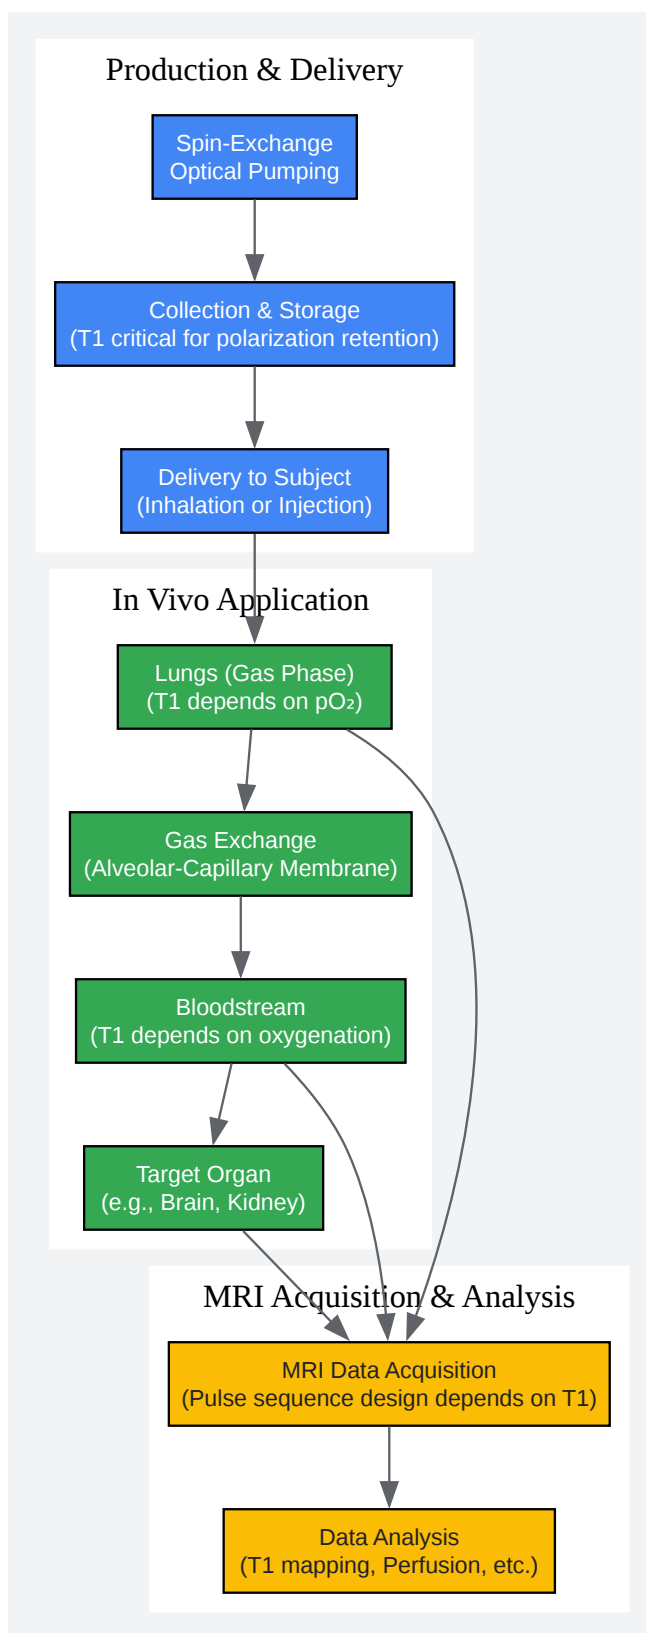 Production & Delivery
Spin-Exchange
Optical Pumping
Collection & Storage
(T1 critical for polarization retention)
Delivery to Subject
(Inhalation or Injection)
In Vivo Application
Lungs (Gas Phase)
(T1 depends on pO₂)
Gas Exchange
(Alveolar-Capillary Membrane)
Bloodstream
(T1 depends on oxygenation)
Target Organ
(e.g., Brain, Kidney)
MRI Acquisition & Analysis
MRI Data Acquisition
(Pulse sequence design depends on T1)
Data Analysis
(T1 mapping, Perfusion, etc.)